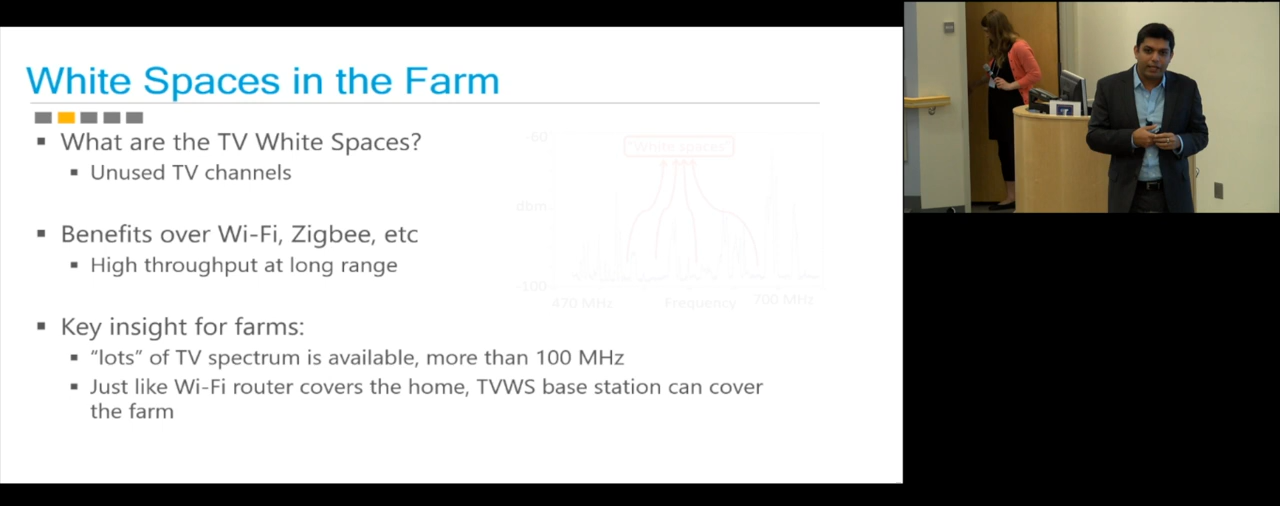 White Spaces in the Farm
What are the TV White Spaces?
Unused TV channels
Benefits over Wi-Fi, Zigbee, etc
High throughput at long range
Key insight for farms:
"lots" of TV spectrum is available, more than 100 MHz
Just like Wi-Fi router covers the home, TVWS base station can cover
the farm
-60
"White spaces"
dbm
-100
470 MHz
Frequency
700 MHz